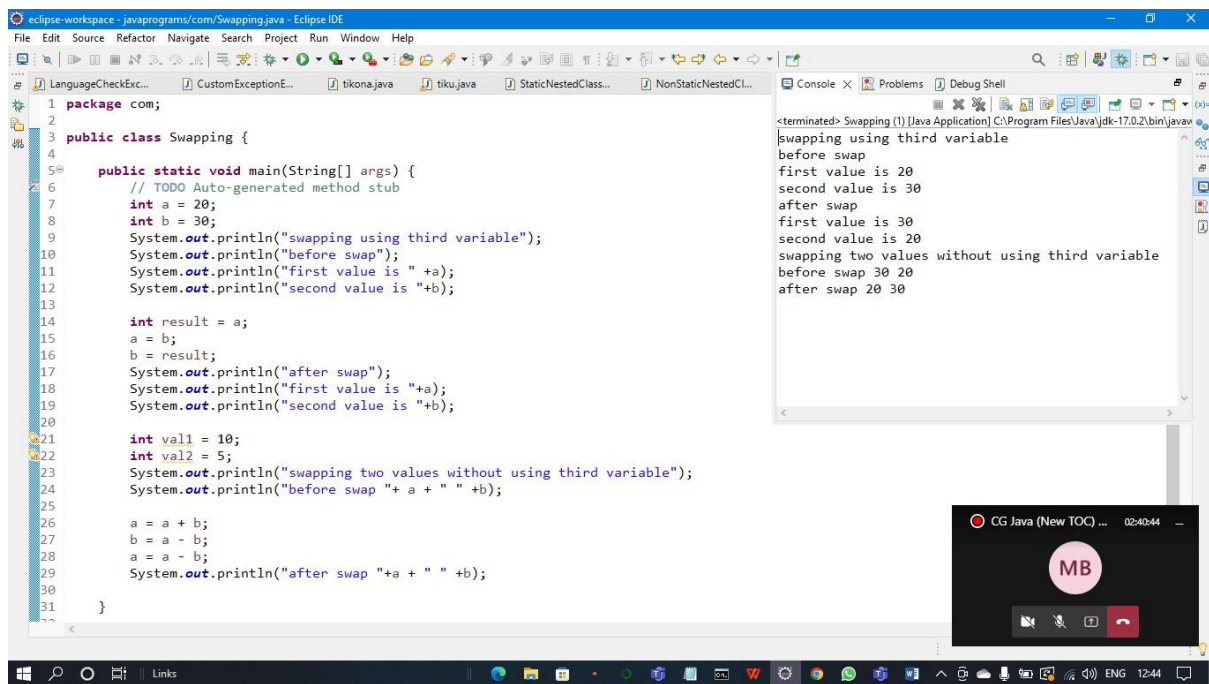 eclipse-workspace - javaprograms/com/Swapping.java - Eclipse IDE
File Edit Source Refactor Navigate Search Project Run Window Help
LanguageCheckExc... CustomExceptionE... tikona.java tiku.java StaticNestedClass... NonStaticNestedCl...
1 package com;
2
3 public class Swapping {
4
5 public static void main(String[] args) {
6 // TODO Auto-generated method stub
7 int a = 20;
8 int b = 30;
9 System.out.println("swapping using third variable");
10 System.out.println("before swap");
11 System.out.println("first value is " +a);
12 System.out.println("second value is "+b);
13
14 int result = a;
15 a = b;
16 b = result;
17 System.out.println("after swap");
18 System.out.println("first value is "+a);
19 System.out.println("second value is "+b);
20
21 int val1 = 10;
22 int val2 = 5;
23 System.out.println("swapping two values without using third variable");
24 System.out.println("before swap "+ a + " " +b);
25
26 a = a + b;
27 b = a - b;
28 a = a - b;
29 System.out.println("after swap "+a + " " +b);
30
31 }
Console Problems Debug Shell
<terminated> Swapping (1) [Java Application] C:\Program Files\Java\jdk-17.0.2\bin\javaw
swapping using third variable
before swap
first value is 20
second value is 30
after swap
first value is 30
second value is 20
swapping two values without using third variable
before swap 30 20
after swap 20 30
CG Java (New TOC) ... 02:40:44
MB
Links
ENG 12:44